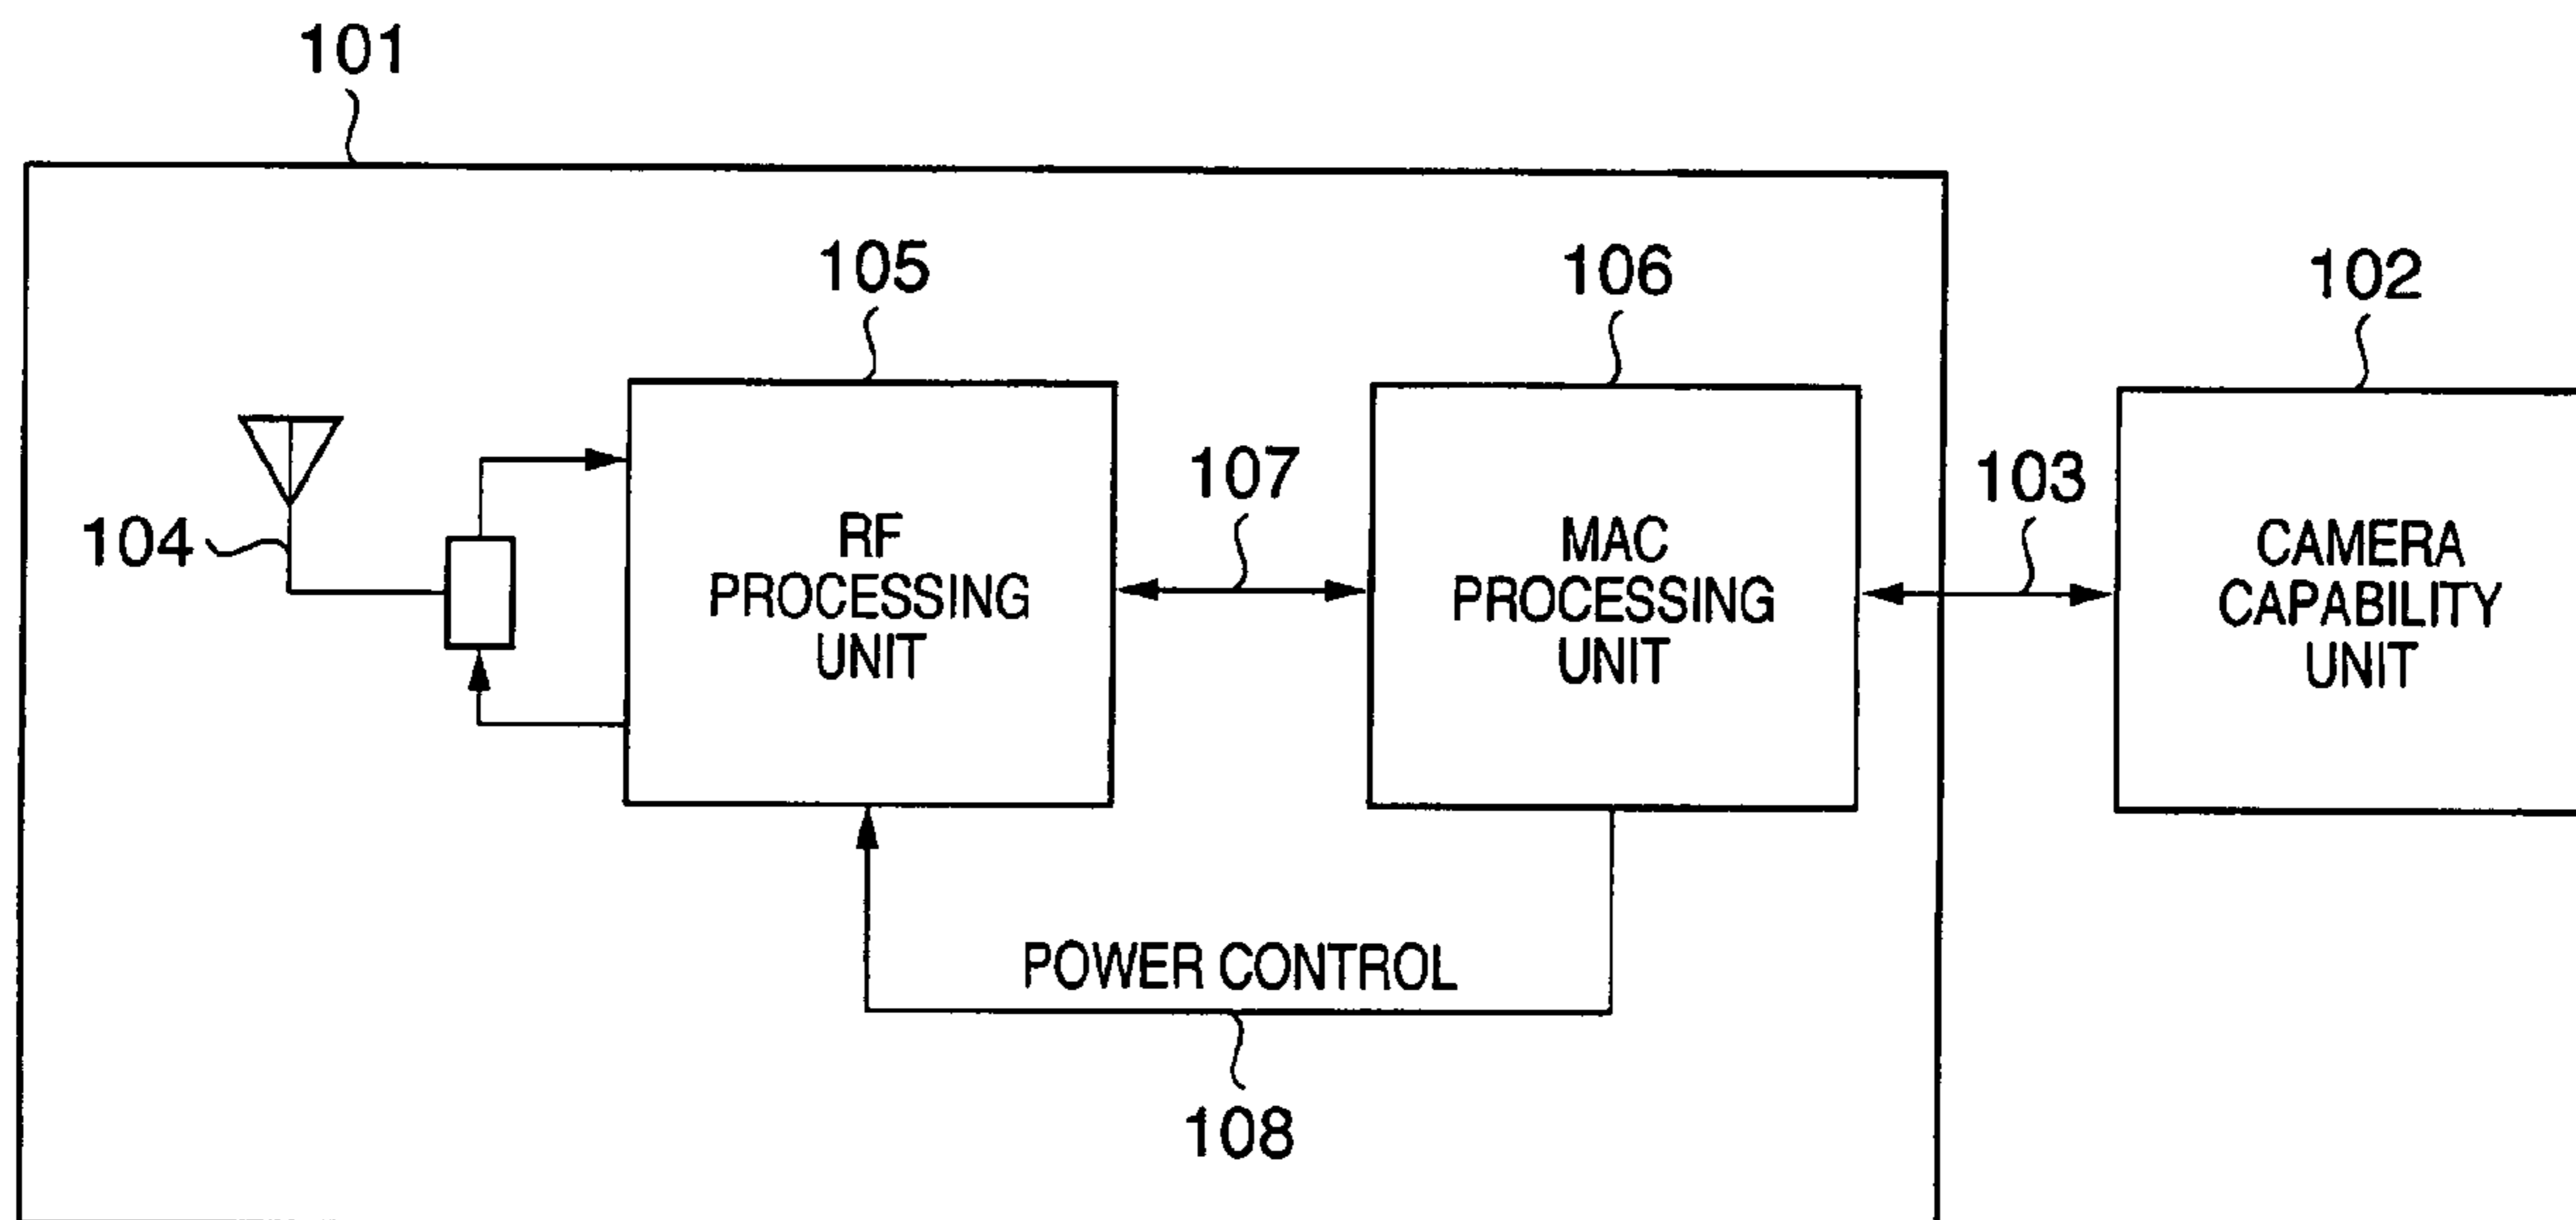 101
105
106
102
104
107
103
RF
PROCESSING
UNIT
MAC
PROCESSING
UNIT
CAMERA
CAPABILITY
UNIT
POWER CONTROL
108